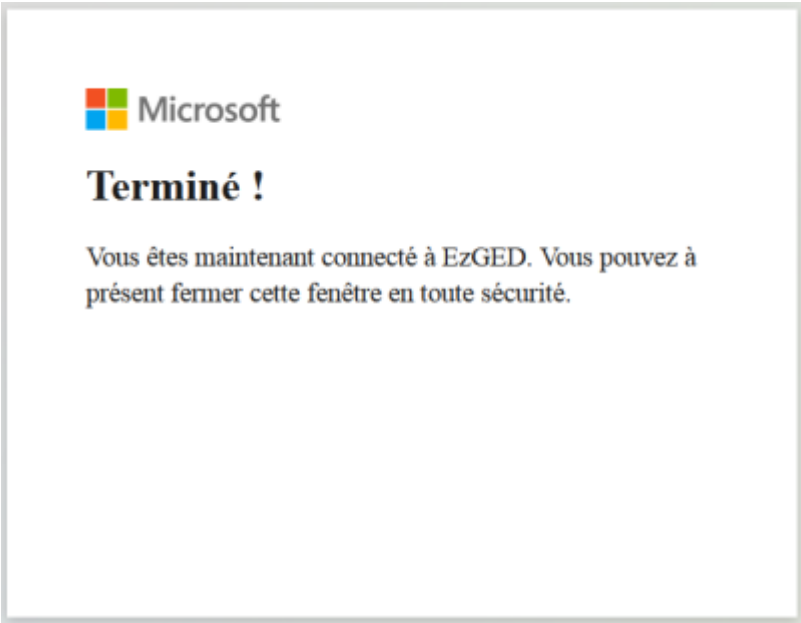 Microsoft
Terminé !
Vous êtes maintenant connecté à EzGED. Vous pouvez à
présent fermer cette fenêtre en toute sécurité.